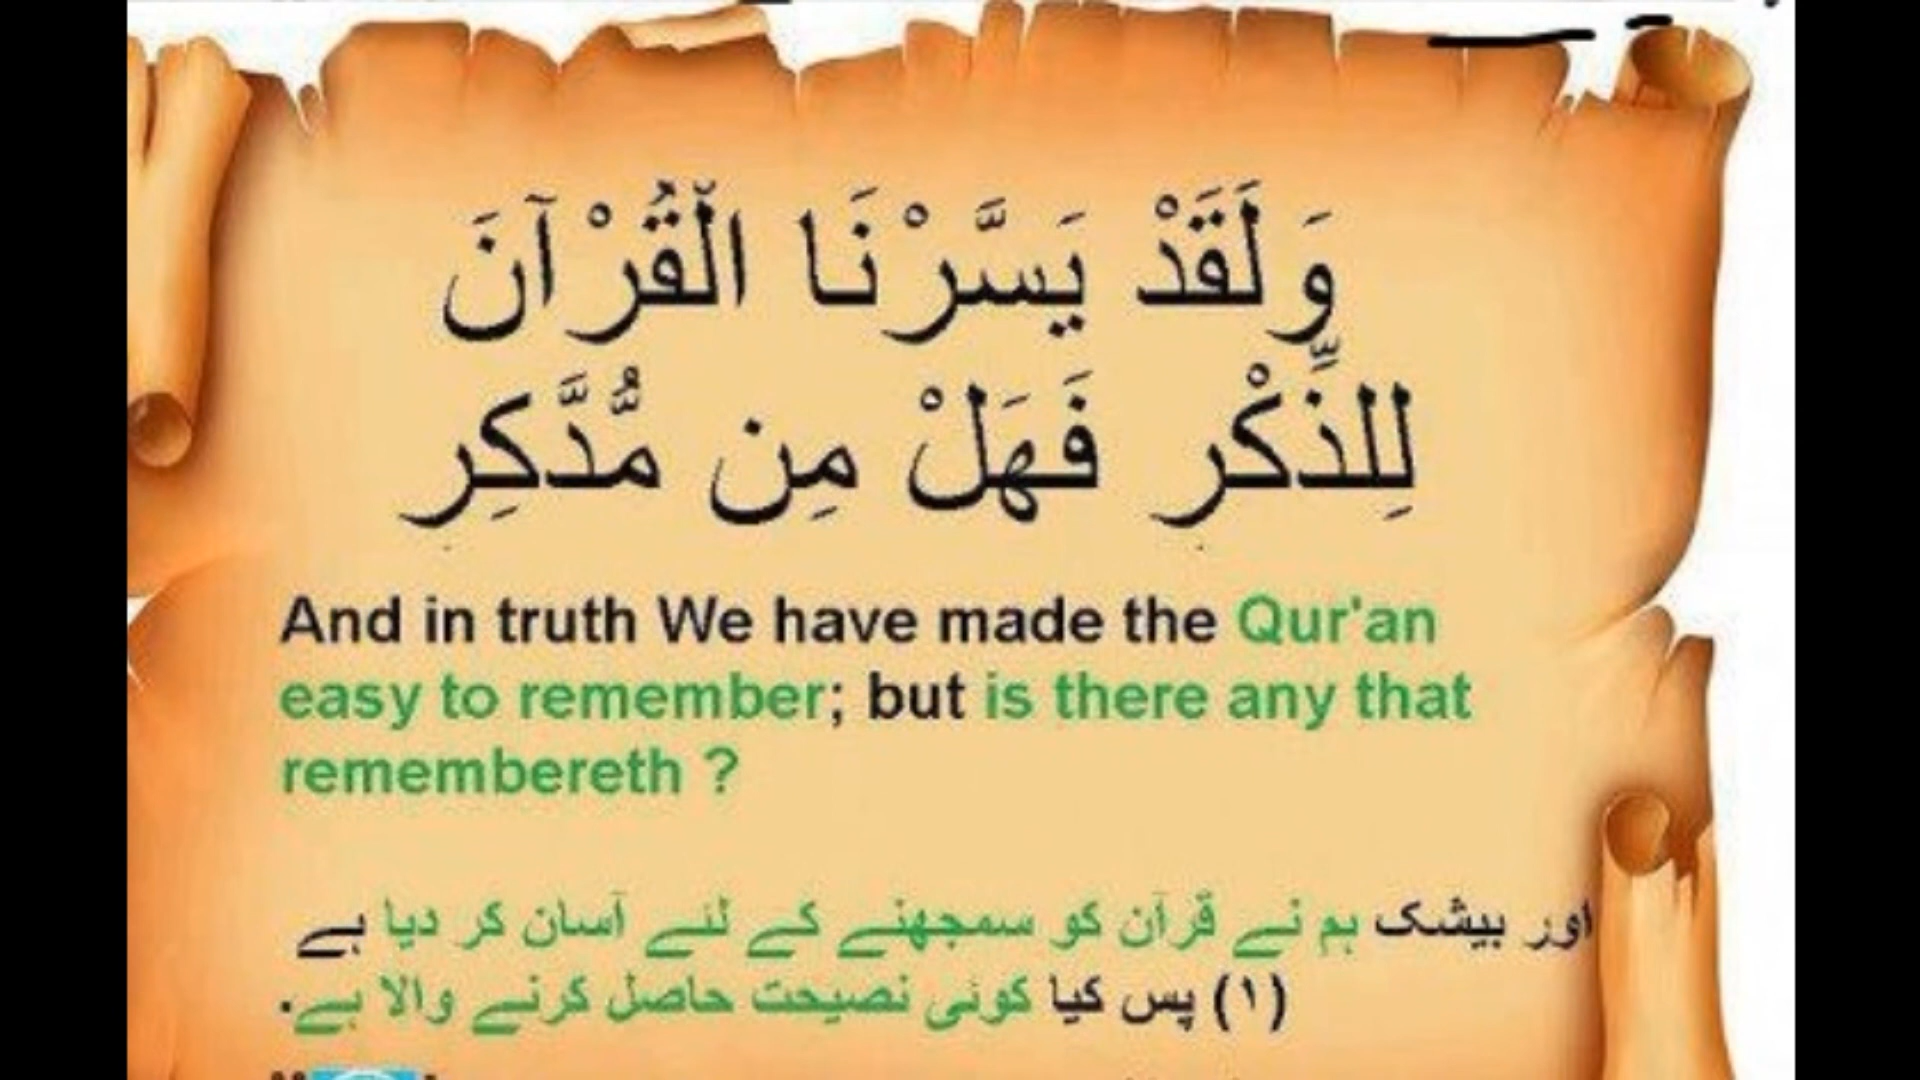 وَلَقَدْ يَسَّرْنَا الْقُرْآنَ
لِلذِّكْرِ فَهَلْ مِن مُّدَّكِرٍ
And in truth We have made the Qur'an
easy to remember; but is there any that
remembereth ?
اور بیشک ہم نے قرآن کو سمجھنے کے لئے آسان کر دیا ہے
(١) پس کیا کوئی نصیحت حاصل کرنے والا ہے.